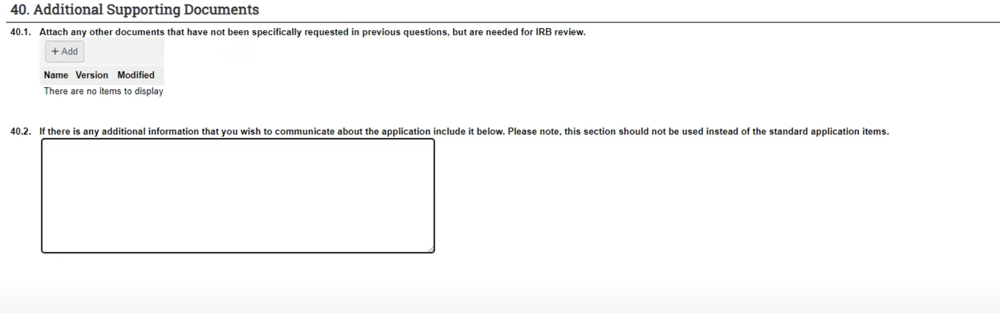 40. Additional Supporting Documents
40.1. Attach any other documents that have not been specifically requested in previous questions, but are needed for IRB review.
+ Add
Name Version Modified
There are no items to display
40.2. If there is any additional information that you wish to communicate about the application include it below. Please note, this section should not be used instead of the standard application items.